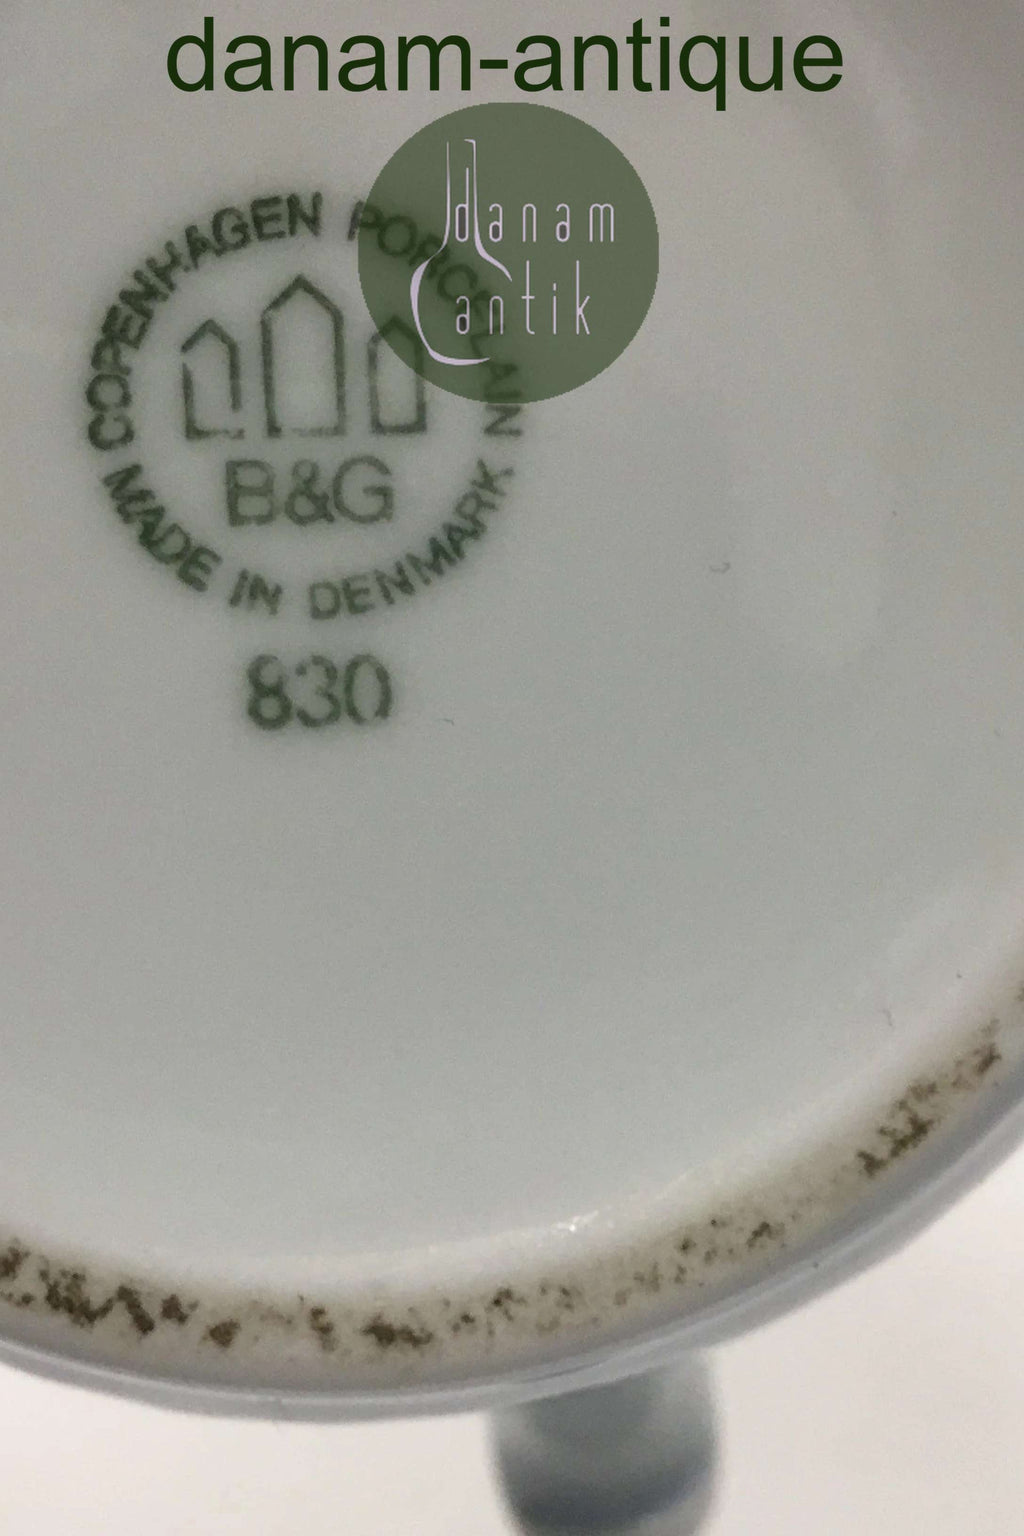 danam-antique
danam
antik
COPENHAGEN PORCELAIN
B&G
MADE IN DENMARK
830